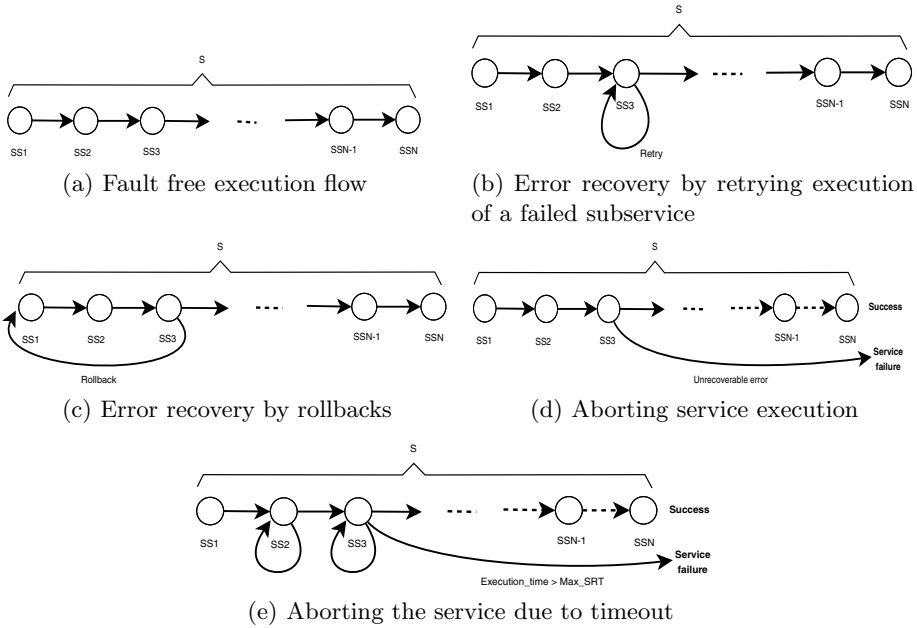 S
SS1 SS2 SS3 SSN-1 SSN
(a) Fault free execution flow
S
SS1 SS2 SS3 SSN-1 SSN
Retry
(b) Error recovery by retrying execution
of a failed subservice
S
SS1 SS2 SS3 SSN-1 SSN
Rollback
(c) Error recovery by rollbacks
S
Success
SS1 SS2 SS3 SSN-1 SSN
Service
failure
Unrecoverable error
(d) Aborting service execution
S
Success
SS1 SS2 SS3 SSN-1 SSN
Service
failure
Execution_time > Max_SRT
(e) Aborting the service due to timeout